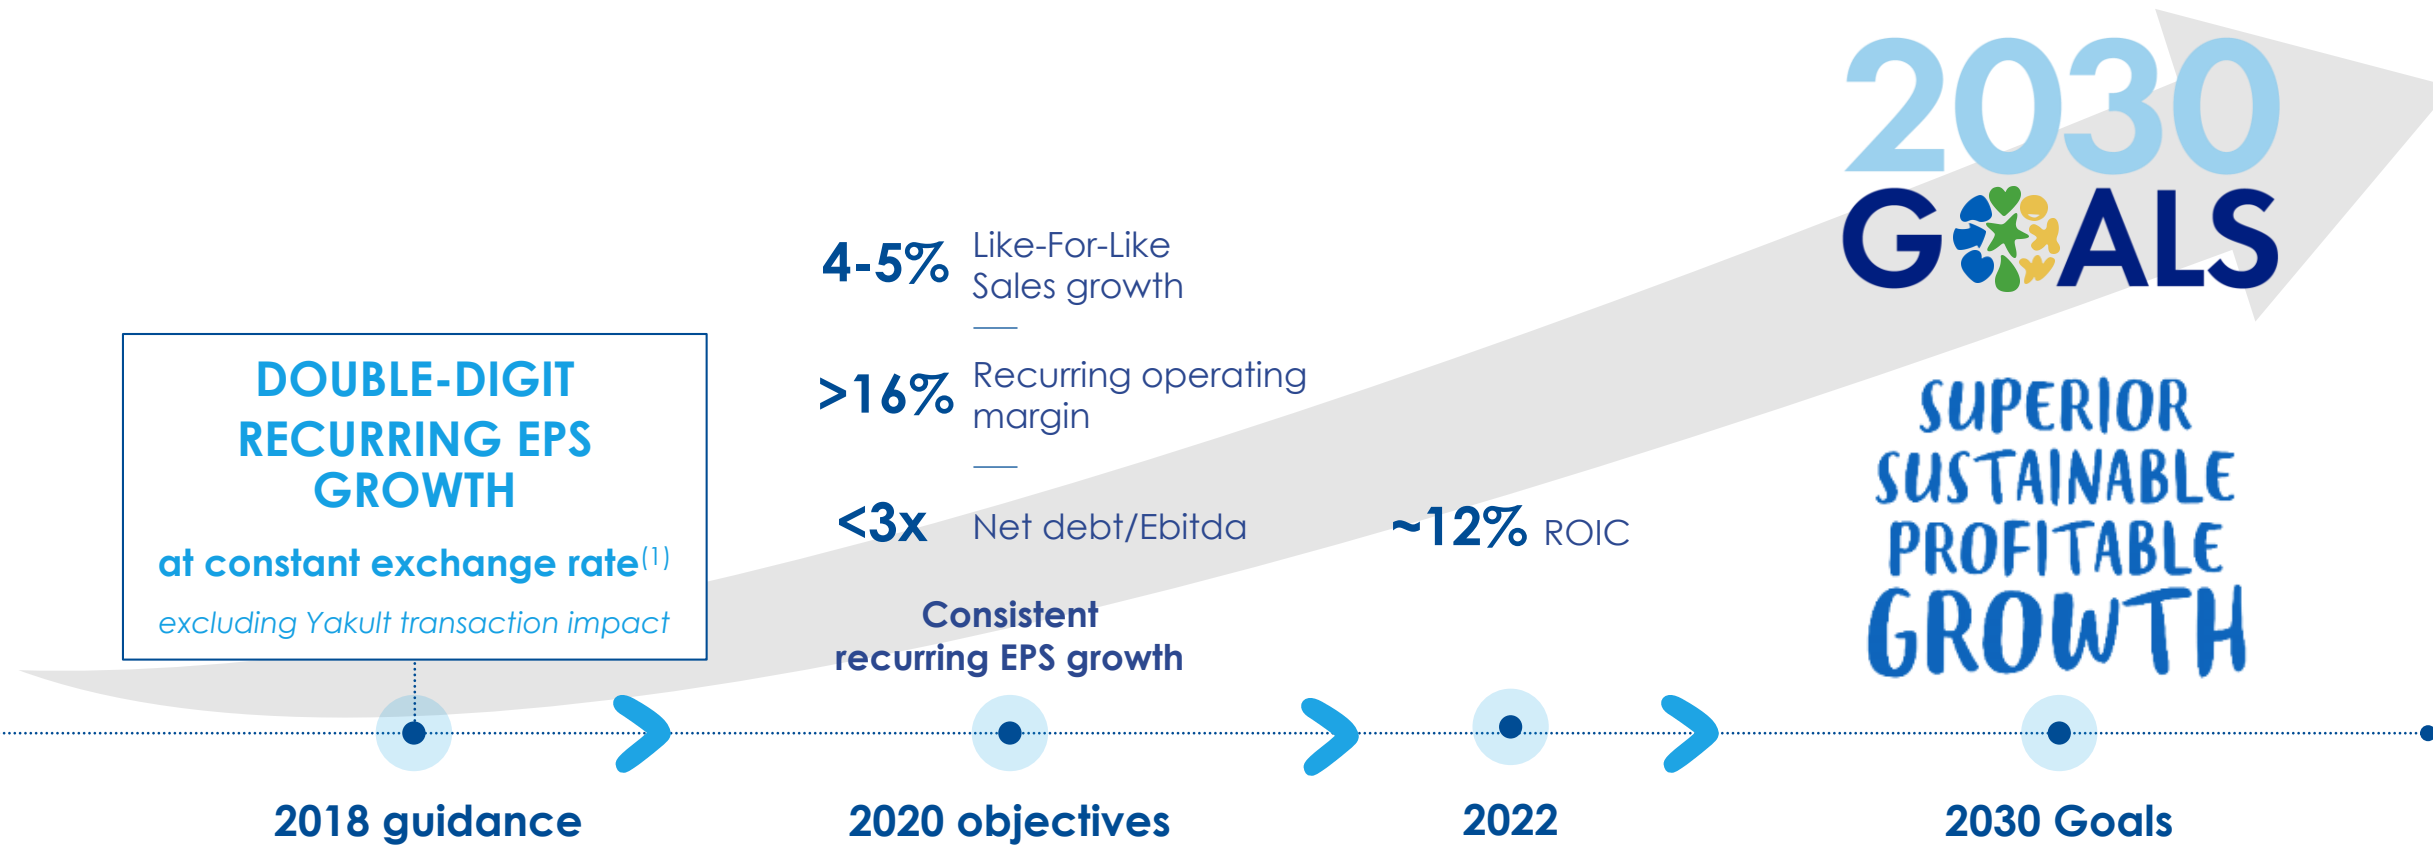 2030
GOALS
DOUBLE-DIGIT
RECURRING EPS
GROWTH
at constant exchange rate(1)
excluding Yakult transaction impact
4-5% Like-For-Like
Sales growth
>16% Recurring operating
margin
<3x Net debt/Ebitda
Consistent
recurring EPS growth
~12% ROIC
SUPERIOR
SUSTAINABLE
PROFITABLE
GROWTH
2018 guidance
2020 objectives
2022
2030 Goals